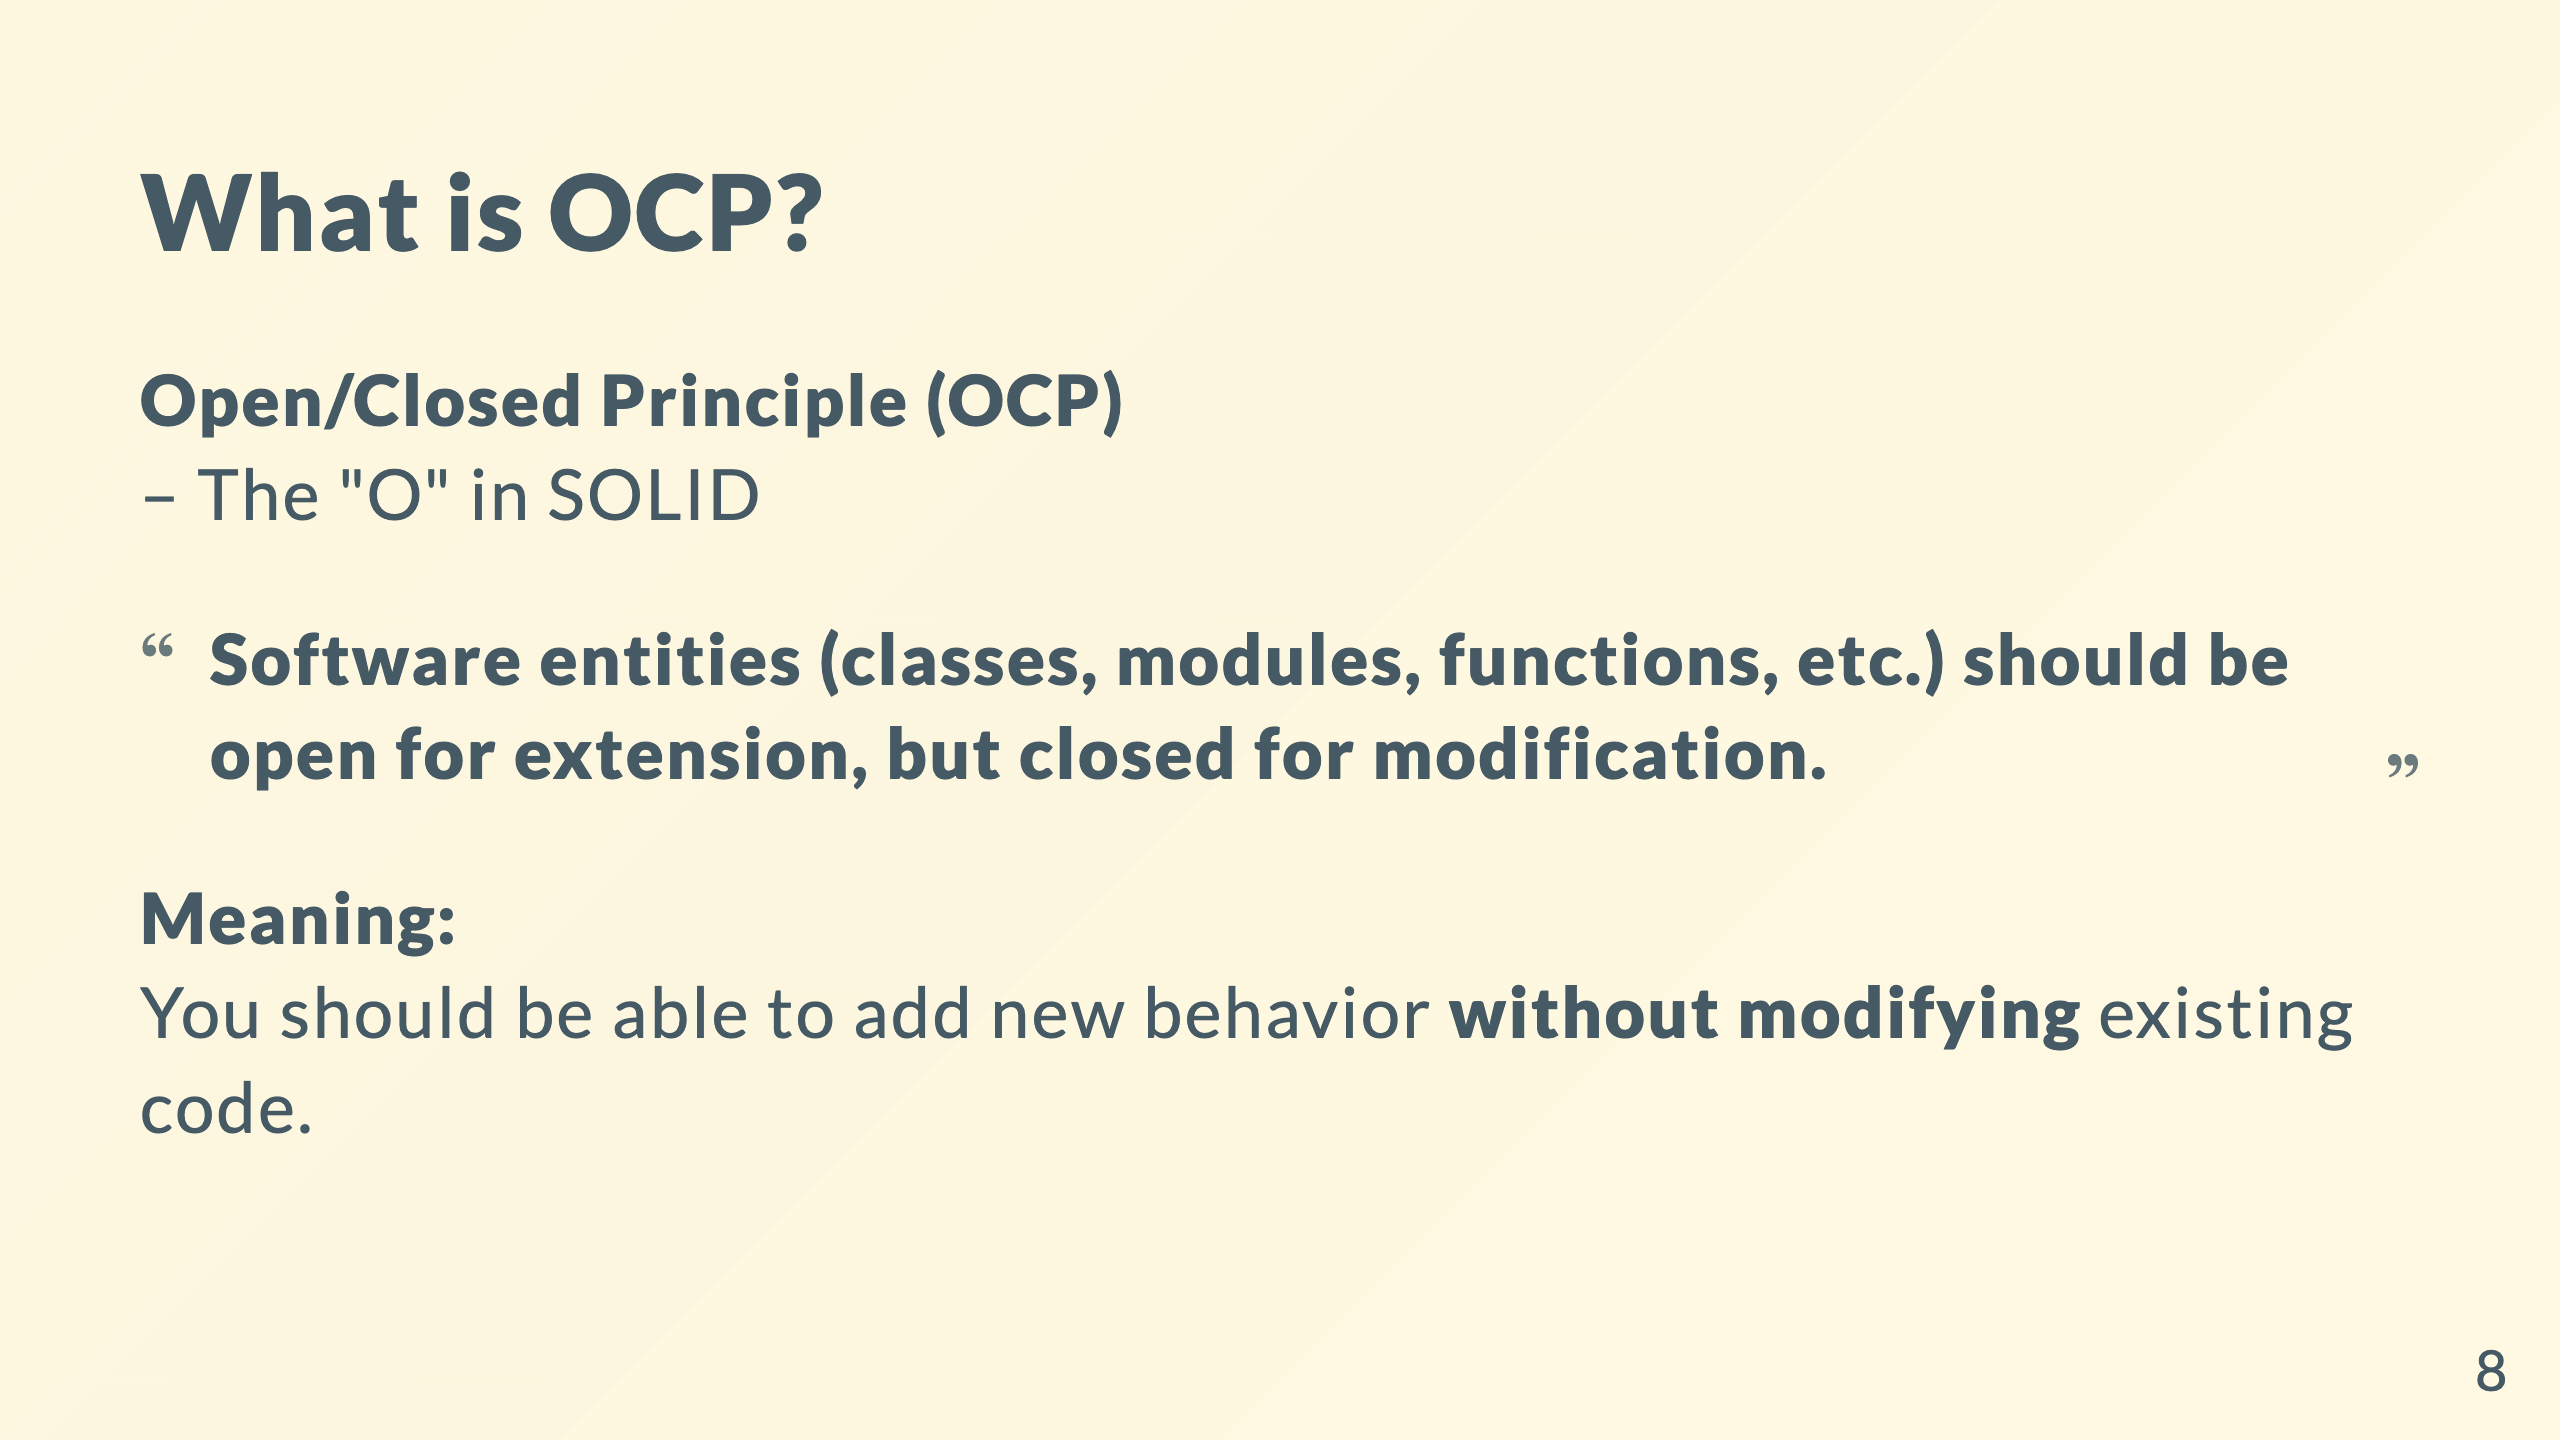 What is OCP?
Open/Closed Principle (OCP)
– The "O" in SOLID
“ Software entities (classes, modules, functions, etc.) should be
open for extension, but closed for modification. ”
Meaning:
You should be able to add new behavior without modifying existing
code.
8